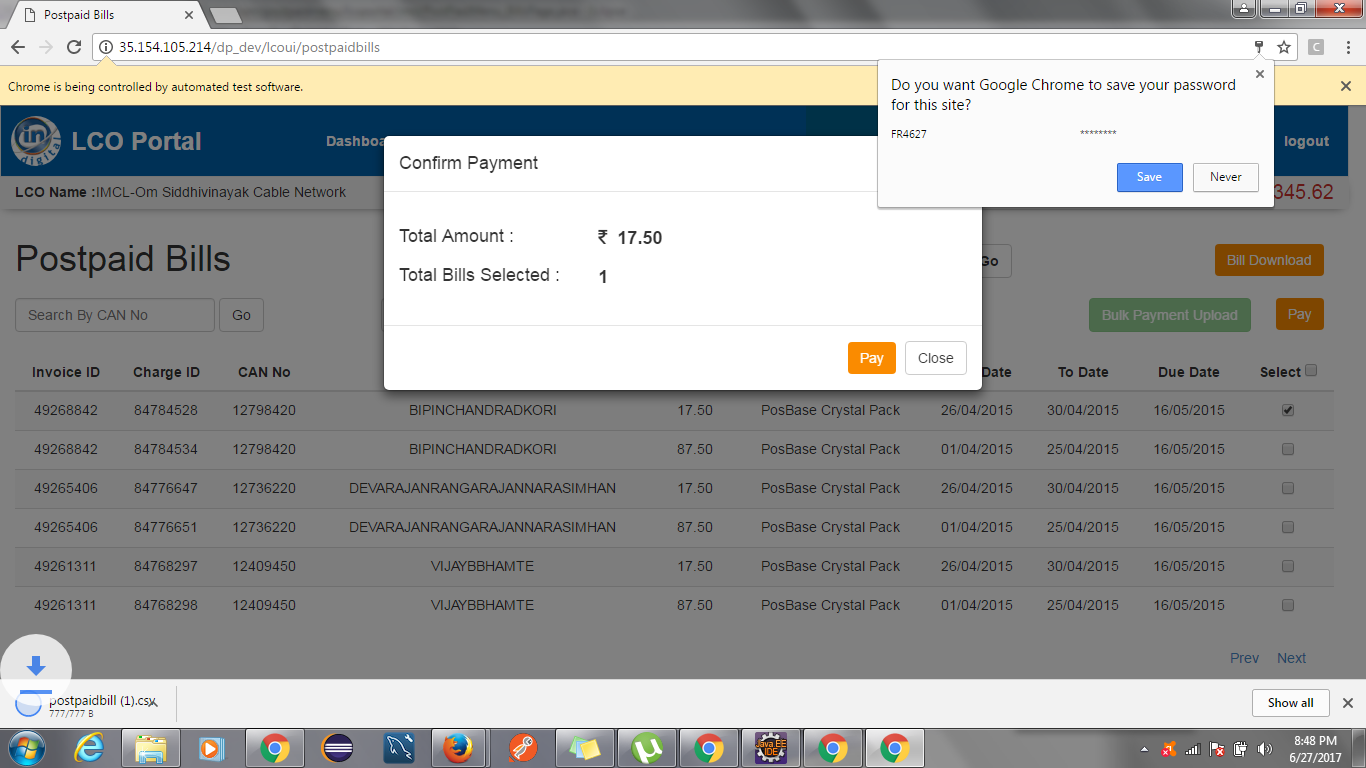 Postpaid Bills
35.154.105.214/dp_dev/lcoui/postpaidbills
C
Chrome is being controlled by automated test software.
Do you want Google Chrome to save your password
for this site?
FR4627 ********
Save Never
in digital LCO Portal logout
LCO Name :IMCL-Om Siddhivinayak Cable Network 345.62
Confirm Payment
Total Amount : ₹ 17.50
Total Bills Selected : 1
Pay Close
Postpaid Bills Go Bill Download
Search By CAN No Go Bulk Payment Upload Pay
Invoice ID Charge ID CAN No Date To Date Due Date Select
49268842 84784528 12798420 BIPINCHANDRADKORI 17.50 PosBase Crystal Pack 26/04/2015 30/04/2015 16/05/2015
49268842 84784534 12798420 BIPINCHANDRADKORI 87.50 PosBase Crystal Pack 01/04/2015 25/04/2015 16/05/2015
49265406 84776647 12736220 DEVARAJANRANGARAJANNARASIMHAN 17.50 PosBase Crystal Pack 26/04/2015 30/04/2015 16/05/2015
49265406 84776651 12736220 DEVARAJANRANGARAJANNARASIMHAN 87.50 PosBase Crystal Pack 01/04/2015 25/04/2015 16/05/2015
49261311 84768297 12409450 VIJAYBBHAMTE 17.50 PosBase Crystal Pack 26/04/2015 30/04/2015 16/05/2015
49261311 84768298 12409450 VIJAYBBHAMTE 87.50 PosBase Crystal Pack 01/04/2015 25/04/2015 16/05/2015
Prev Next
postpaidbill (1).csv
777/777 B
Show all
Java EE
IDE
8:48 PM
6/27/2017